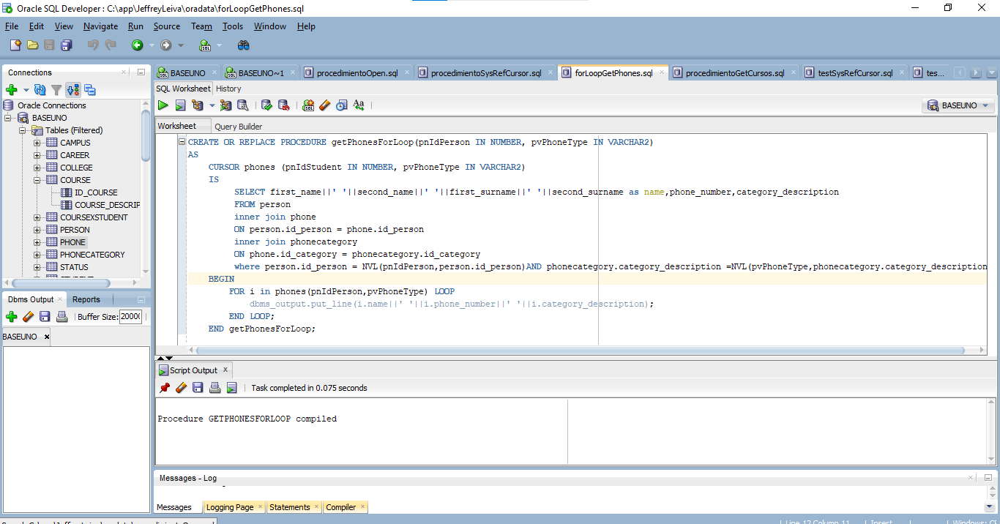 Oracle SQL Developer : C:\app\JeffreyLeiva\oradata\forLoopGetPhones.sql
File Edit View Navigate Run Source Team Tools Window Help
Connections
Oracle Connections
BASEUNO
Tables (Filtered)
CAMPUS
CAREER
COLLEGE
COURSE
ID_COURSE
COURSE_DESCRIP
COURSEXSTUDENT
PERSON
PHONE
PHONECATEGORY
STATUS
Dbms Output Reports
Buffer Size: 20000
BASEUNO
BASEUNO BASEUNO~1 procedimientoOpen.sql procedimientoSysRefCursor.sql forLoopGetPhones.sql procedimientoGetCursos.sql testSysRefCursor.sql tes...
SQL Worksheet History
Aa
BASEUNO
Worksheet Query Builder
CREATE OR REPLACE PROCEDURE getPhonesForLoop(pnIdPerson IN NUMBER, pvPhoneType IN VARCHAR2)
AS
CURSOR phones (pnIdStudent IN NUMBER, pvPhoneType IN VARCHAR2)
IS
SELECT first_name||' '||second_name||' '||first_surname||' '||second_surname as name,phone_number,category_description
FROM person
inner join phone
ON person.id_person = phone.id_person
inner join phonecategory
ON phone.id_category = phonecategory.id_category
where person.id_person = NVL(pnIdPerson,person.id_person)AND phonecategory.category_description =NVL(pvPhoneType,phonecategory.category_description
BEGIN
FOR i in phones(pnIdPerson,pvPhoneType) LOOP
dbms_output.put_line(i.name||' '||i.phone_number||' '||i.category_description);
END LOOP;
END getPhonesForLoop;
Script Output
Task completed in 0.075 seconds
Procedure GETPHONESFORLOOP compiled
Messages - Log
Messages Logging Page Statements Compiler
Line 12 Column 11 Insert